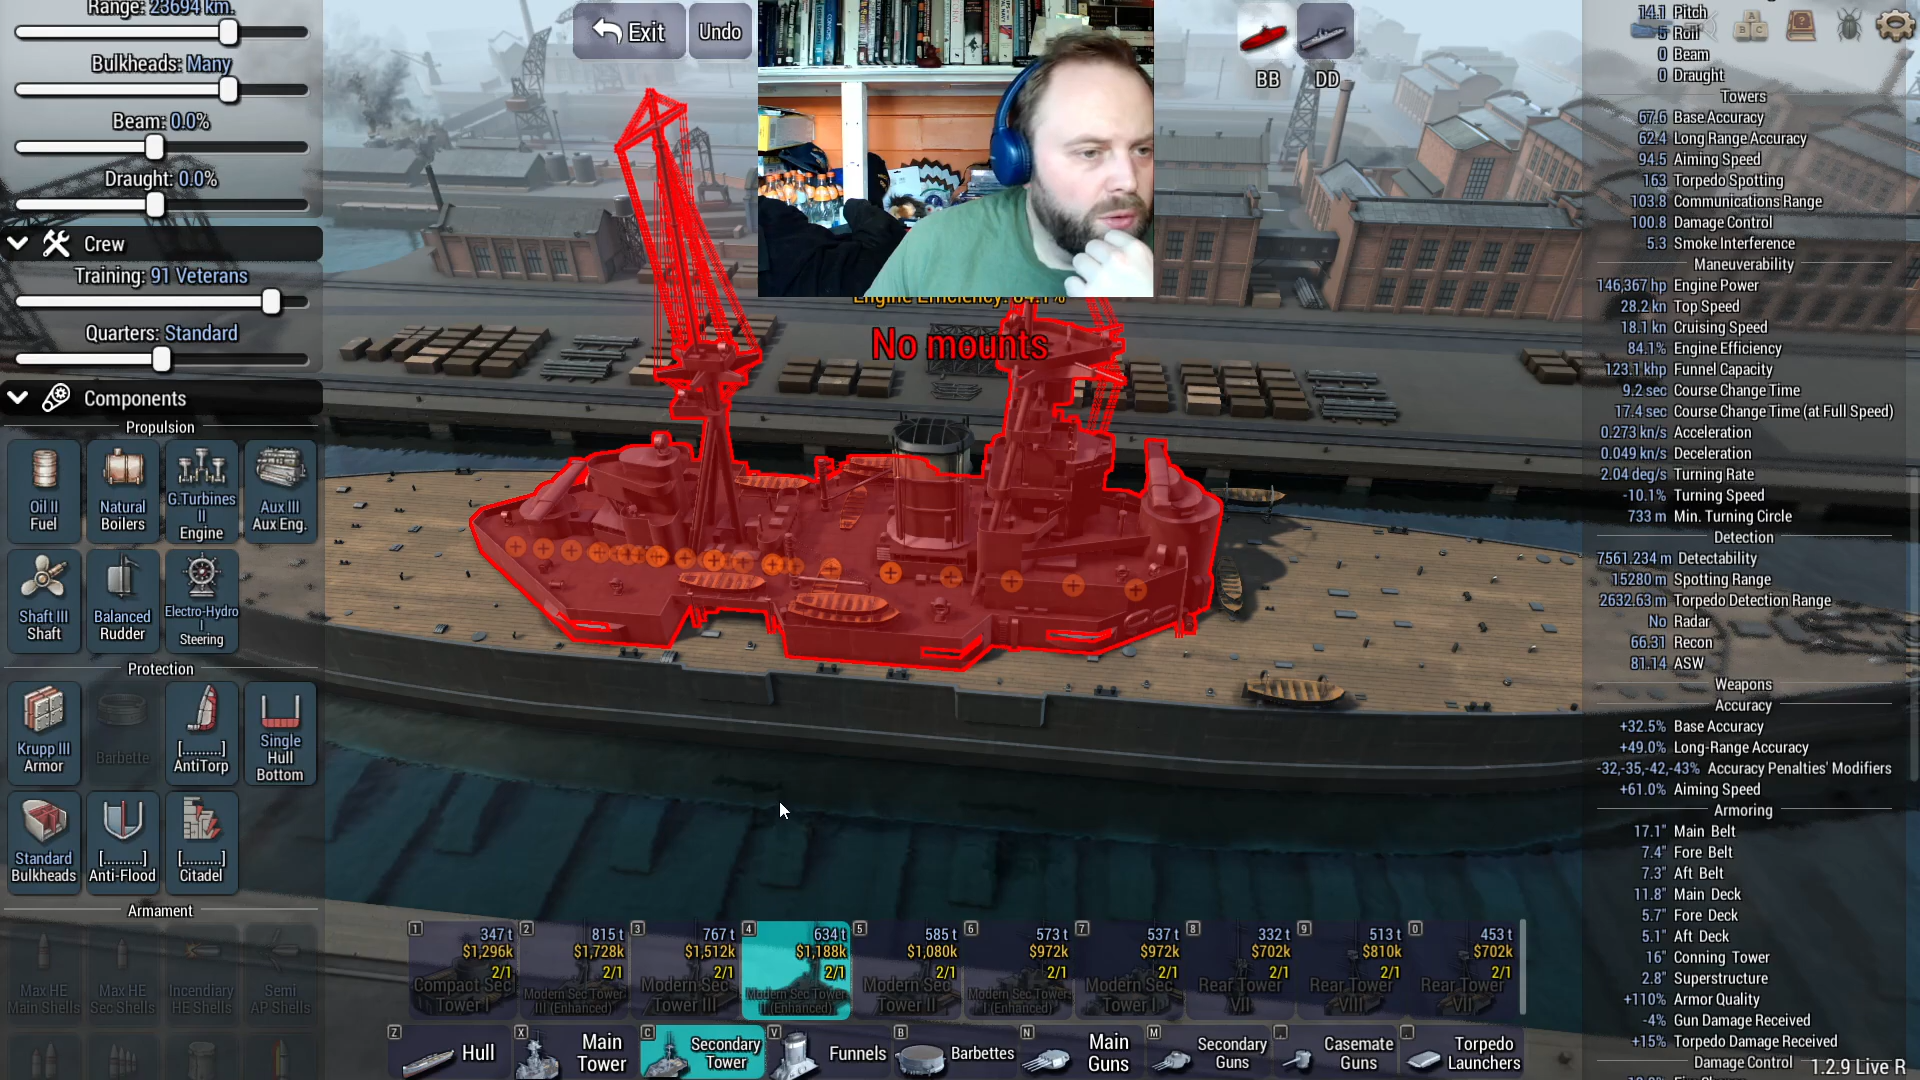 Range: 23694 km.
Bulkheads: Many
Beam: 0.0%
Draught: 0.0%
Crew
Training: 91 Veterans
Quarters: Standard
Components
Propulsion
Oil II
Fuel
Natural
Boilers
G.Turbines
II
Engine
Aux III
Aux Eng.
Shaft III
Shaft
Balanced
Rudder
Electro-Hydro
I
Steering
Protection
Krupp III
Armor
Barbette
[..........]
AntiTorp
Single
Hull
Bottom
Standard
Bulkheads
[..........]
Anti-Flood
[..........]
Citadel
Armament
Max HE
Main Shells
Max HE
Sec Shells
Incendiary
HE Shells
Semi
AP Shells
Exit
Undo
BB
DD
Engine Efficiency: 84.1%
No mounts
1
347 t
$1,296k
2/1
Compact Sec
Tower I
2
815 t
$1,728k
2/1
Modern Sec Tower
III (Enhanced)
3
767 t
$1,512k
2/1
Modern Sec
Tower III
4
634 t
$1,188k
2/1
Modern Sec Tower
II (Enhanced)
5
585 t
$1,080k
2/1
Modern Sec
Tower II
6
573 t
$972k
2/1
Modern Sec Tower
I (Enhanced)
7
537 t
$972k
2/1
Modern Sec
Tower I
8
332 t
$702k
2/1
Rear Tower
VII
9
513 t
$810k
2/1
Rear Tower
VIII
0
453 t
$702k
2/1
Rear Tower
VII
Z
Hull
X
Main
Tower
C
Secondary
Tower
V
Funnels
B
Barbettes
N
Main
Guns
M
Secondary
Guns
Casemate
Guns
Torpedo
Launchers
14.1 Pitch
5 Roll
0 Beam
0 Draught
Towers
67.6 Base Accuracy
62.4 Long Range Accuracy
94.5 Aiming Speed
163 Torpedo Spotting
103.8 Communications Range
100.8 Damage Control
5.3 Smoke Interference
Maneuverability
146,367 hp Engine Power
28.2 kn Top Speed
18.1 kn Cruising Speed
84.1% Engine Efficiency
123.1 khp Funnel Capacity
9.2 sec Course Change Time
17.4 sec Course Change Time (at Full Speed)
0.273 kn/s Acceleration
0.049 kn/s Deceleration
2.04 deg/s Turning Rate
-10.1% Turning Speed
733 m Min. Turning Circle
Detection
7561.234 m Detectability
15280 m Spotting Range
2632.63 m Torpedo Detection Range
No Radar
66.31 Recon
81.14 ASW
Weapons
Accuracy
+32.5% Base Accuracy
+49.0% Long-Range Accuracy
-32,-35,-42,-43% Accuracy Penalties' Modifiers
+61.0% Aiming Speed
Armoring
17.1" Main Belt
7.4" Fore Belt
7.3" Aft Belt
11.8" Main Deck
5.7" Fore Deck
5.1" Aft Deck
16" Conning Tower
2.8" Superstructure
+110% Armor Quality
-4% Gun Damage Received
+15% Torpedo Damage Received
Damage Control
1.2.9 Live R